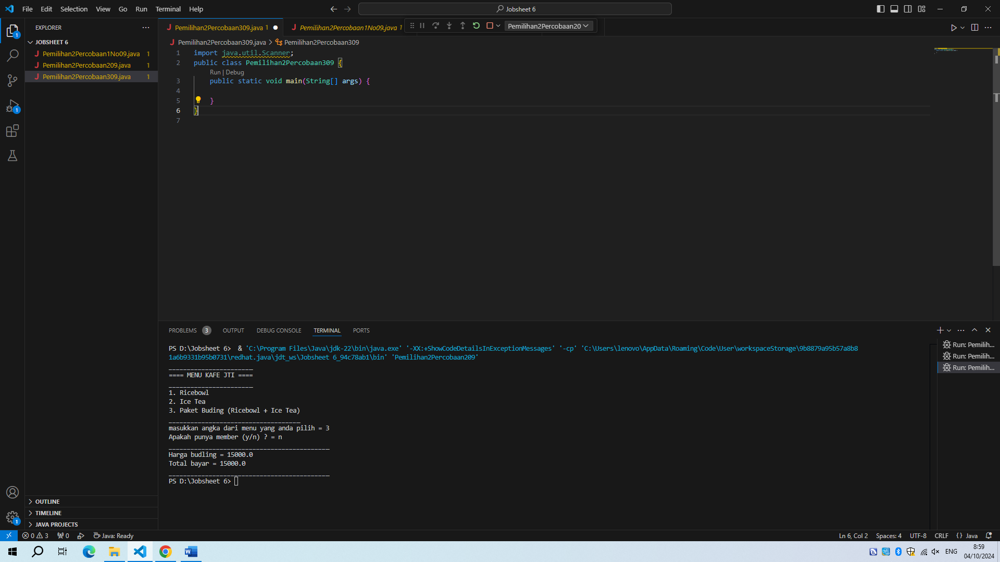 File Edit Selection View Go Run Terminal Help
Jobsheet 6
EXPLORER
JOBSHEET 6
Pemilihan2Percobaan1No09.java 1
Pemilihan2Percobaan209.java 1
Pemilihan2Percobaan309.java 1
OUTLINE
TIMELINE
JAVA PROJECTS
Pemilihan2Percobaan309.java 1
Pemilihan2Percobaan1No09.java 1
Pemilihan2Percobaan20
Pemilihan2Percobaan309.java > Pemilihan2Percobaan309
1 import java.util.Scanner;
2 public class Pemilihan2Percobaan309 {
Run | Debug
3 public static void main(String[] args) {
4
5 }
6 }
7
PROBLEMS 3 OUTPUT DEBUG CONSOLE TERMINAL PORTS
PS D:\Jobsheet 6> & 'C:\Program Files\Java\jdk-22\bin\java.exe' '-XX:+ShowCodeDetailsInExceptionMessages' '-cp' 'C:\Users\lenovo\AppData\Roaming\Code\User\workspaceStorage\9b8879a95b57a8b8
1a6b9331b95b0731\redhat.java\jdt_ws\Jobsheet 6_94c78ab1\bin' 'Pemilihan2Percobaan209'
_______________________
==== MENU KAFE JTI ====
_______________________
1. Ricebowl
2. Ice Tea
3. Paket Buding (Ricebowl + Ice Tea)
____________________________________
masukkan angka dari menu yang anda pilih = 3
Apakah punya member (y/n) ? = n
____________________________________________
Harga budling = 15000.0
Total bayar = 15000.0
____________________________________________
PS D:\Jobsheet 6>
Run: Pemilih...
Run: Pemilih...
Run: Pemilih...
1
1
1
0 3 0 Java: Ready
Ln 6, Col 2 Spaces: 4 UTF-8 CRLF {} Java
ENG
8:59
04/10/2024